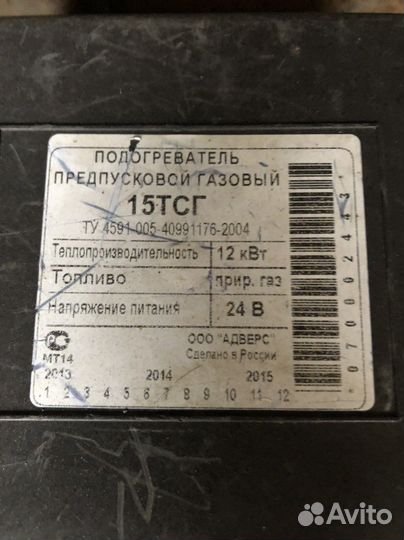 ПОДОГРЕВАТЕЛЬ
ПРЕДПУСКОВОЙ ГАЗОВЫЙ
15ТСГ
ТУ 4591-005-40991176-2004
Теплопроизводительность 12 кВт
Топливо прир. газ
Напряжение питания 24 В
МТ14
ООО "АДВЕРС"
Сделано в России
2013 2014 2015
1 2 3 4 5 6 7 8 9 10 11 12
Avito